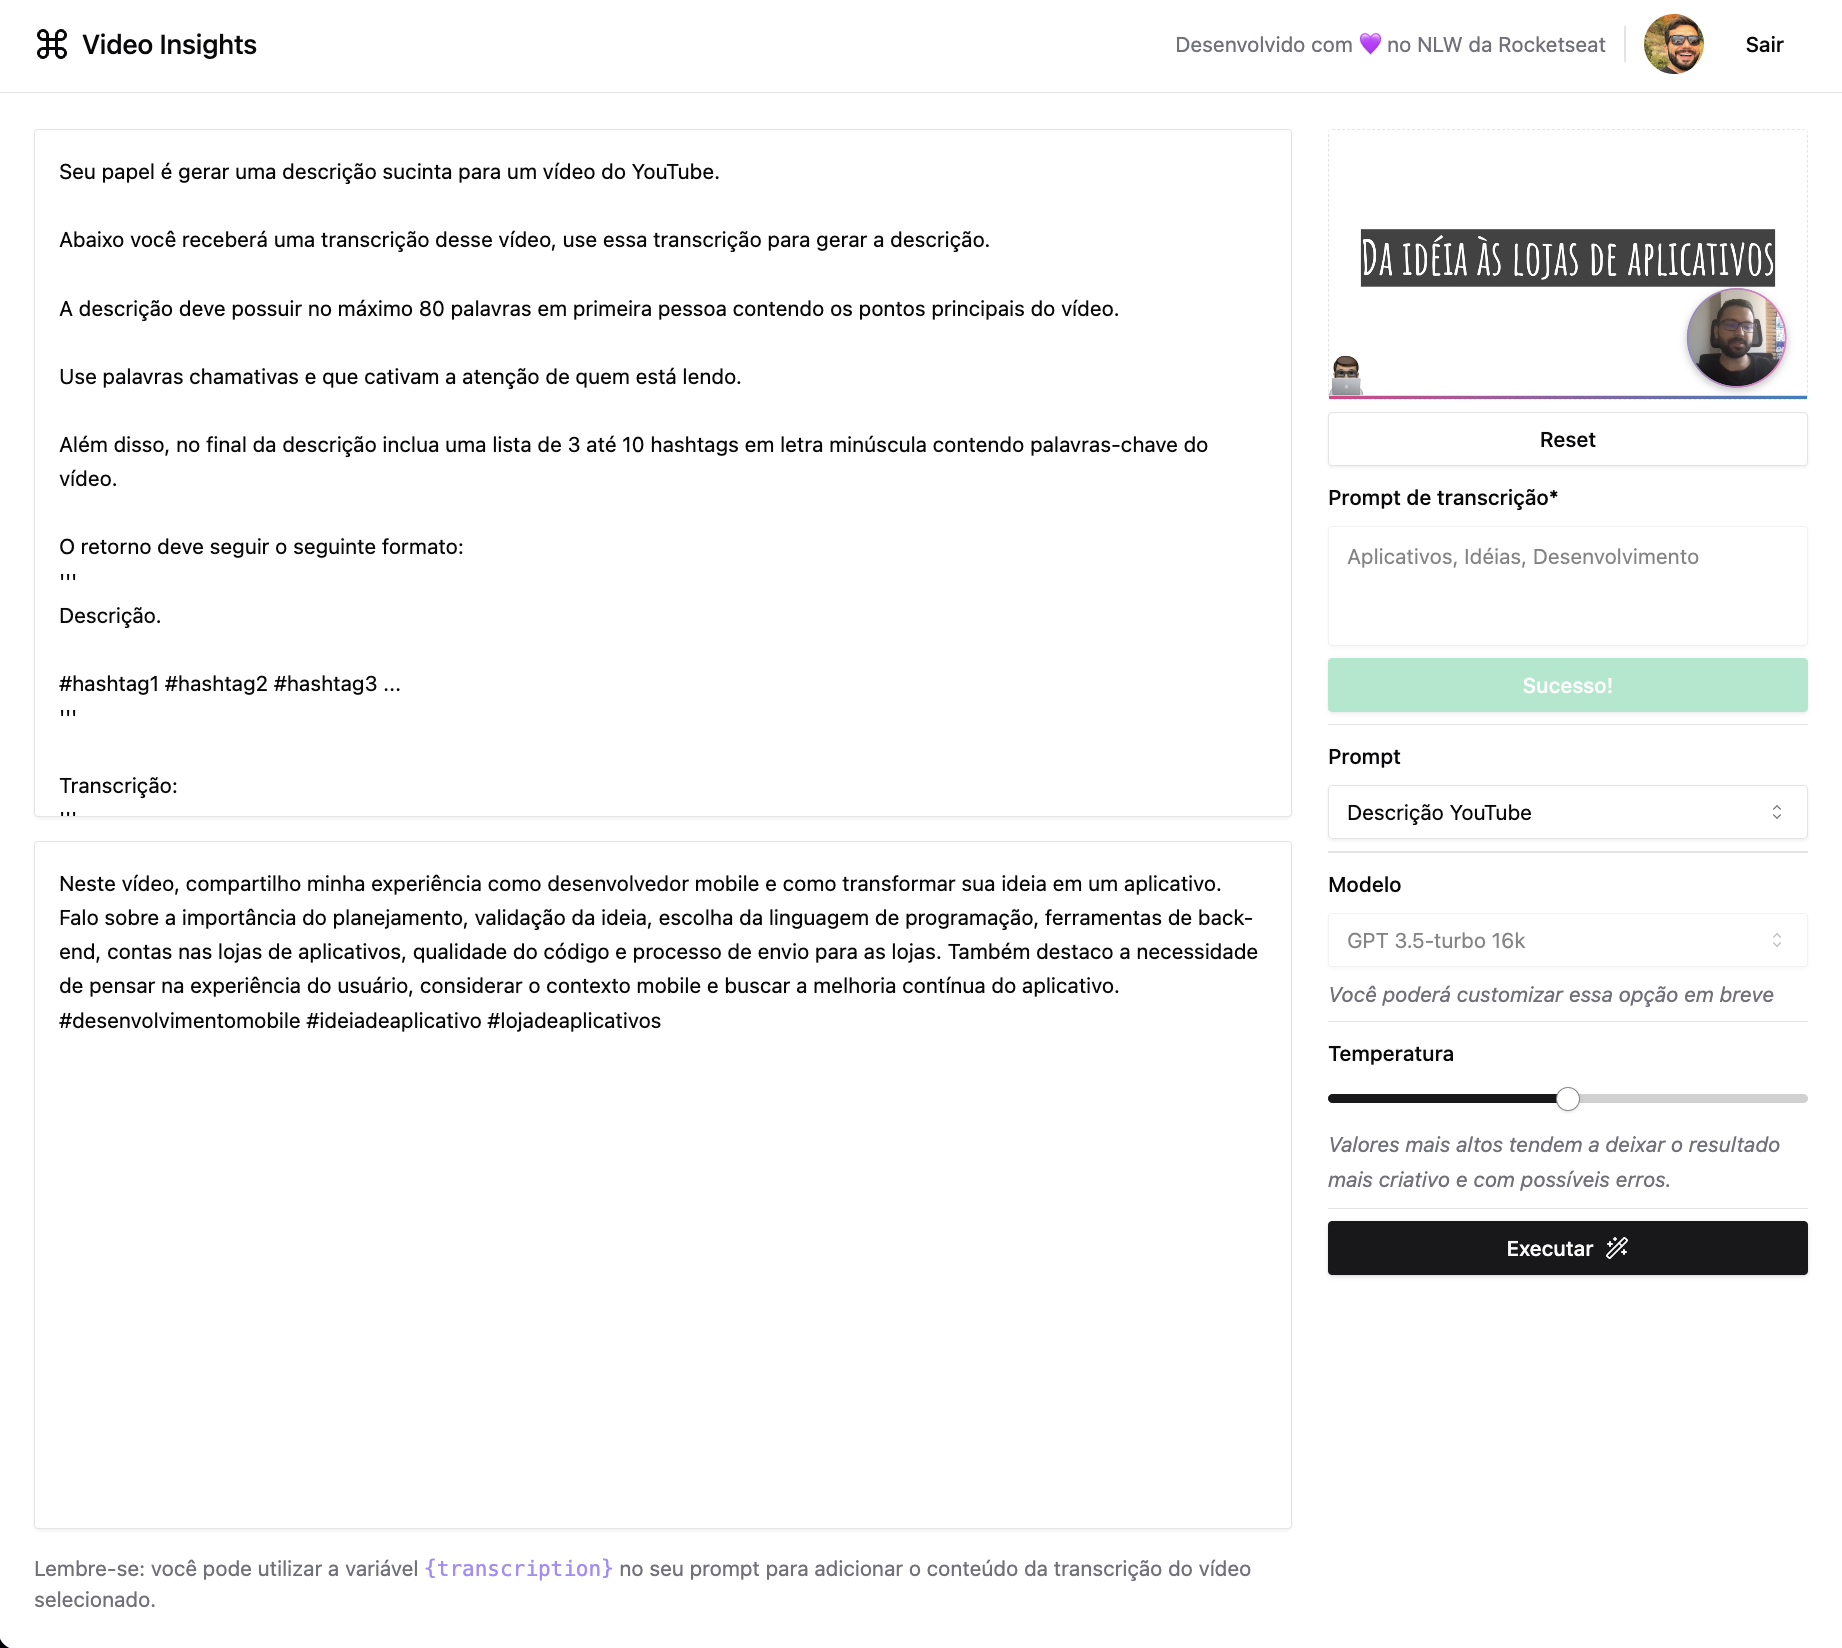 Video Insights
Desenvolvido com 💜 no NLW da Rocketseat
Sair
Seu papel é gerar uma descrição sucinta para um vídeo do YouTube.
Abaixo você receberá uma transcrição desse vídeo, use essa transcrição para gerar a descrição.
A descrição deve possuir no máximo 80 palavras em primeira pessoa contendo os pontos principais do vídeo.
Use palavras chamativas e que cativam a atenção de quem está lendo.
Além disso, no final da descrição inclua uma lista de 3 até 10 hashtags em letra minúscula contendo palavras-chave do
vídeo.
O retorno deve seguir o seguinte formato:
'''
Descrição.
#hashtag1 #hashtag2 #hashtag3 ...
'''
Transcrição:
'''
Neste vídeo, compartilho minha experiência como desenvolvedor mobile e como transformar sua ideia em um aplicativo.
Falo sobre a importância do planejamento, validação da ideia, escolha da linguagem de programação, ferramentas de back-
end, contas nas lojas de aplicativos, qualidade do código e processo de envio para as lojas. Também destaco a necessidade
de pensar na experiência do usuário, considerar o contexto mobile e buscar a melhoria contínua do aplicativo.
#desenvolvimentomobile #ideiadeaplicativo #lojadeaplicativos
Lembre-se: você pode utilizar a variável {transcription} no seu prompt para adicionar o conteúdo da transcrição do vídeo
selecionado.
DA IDÉIA ÀS LOJAS DE APLICATIVOS
Reset
Prompt de transcrição*
Aplicativos, Idéias, Desenvolvimento
Sucesso!
Prompt
Descrição YouTube
Modelo
GPT 3.5-turbo 16k
Você poderá customizar essa opção em breve
Temperatura
Valores mais altos tendem a deixar o resultado
mais criativo e com possíveis erros.
Executar